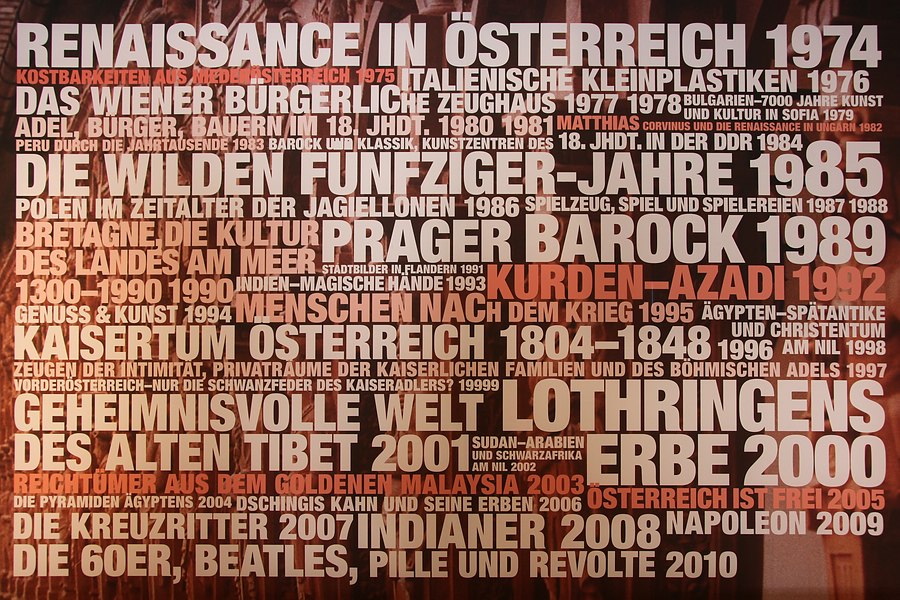 RENAISSANCE IN ÖSTERREICH 1974
KOSTBARKEITEN AUS NIEDERÖSTERREICH 1975 ITALIENISCHE KLEINPLASTIKEN 1976
DAS WIENER BÜRGERLICHE ZEUGHAUS 1977 1978 BULGARIEN–7000 JAHRE KUNST
UND KULTUR IN SOFIA 1979
ADEL, BÜRGER, BAUERN IM 18. JHDT. 1980 1981 MATTHIAS CORVINUS UND DIE RENAISSANCE IN UNGARN 1982
PERU DURCH DIE JAHRTAUSENDE 1983 BAROCK UND KLASSIK, KUNSTZENTREN DES 18. JHDT. IN DER DDR 1984
DIE WILDEN FÜNFZIGER-JAHRE 1985
POLEN IM ZEITALTER DER JAGIELLONEN 1986 SPIELZEUG, SPIEL UND SPIELEREIEN 1987 1988
BRETAGNE, DIE KULTUR
DES LANDES AM MEER
1300–1990 1990
PRAGER BAROCK 1989
STÄDTBILDER IN FLANDERN 1991
INDIEN–MAGISCHE HÄNDE 1993
KURDEN–AZADI 1992
GENUSS & KUNST 1994 MENSCHEN NACH DEM KRIEG 1995 ÄGYPTEN–SPÄTANTIKE
UND CHRISTENTUM
AM NIL 1998
KAISERTUM ÖSTERREICH 1804–1848 1996
ZEUGEN DER INTIMITÄT, PRIVATRÄUME DER KAISERLICHEN FAMILIEN UND DES BÖHMISCHEN ADELS 1997
VORDERÖSTERREICH–NUR DIE SCHWANZFEDER DES KAISERADLERS? 19999
GEHEIMNISVOLLE WELT
DES ALTEN TIBET 2001
LOTHRINGENS
ERBE 2000
SUDAN–ARABIEN
UND SCHWARZAFRIKA
AM NIL 2002
REICHTÜMER AUS DEM GOLDENEN MALAYSIA 2003
DIE PYRAMIDEN ÄGYPTENS 2004 DSCHINGIS KAHN UND SEINE ERBEN 2006 ÖSTERREICH IST FREI 2005
DIE KREUZRITTER 2007 INDIANER 2008 NAPOLEON 2009
DIE 60ER, BEATLES, PILLE UND REVOLTE 2010